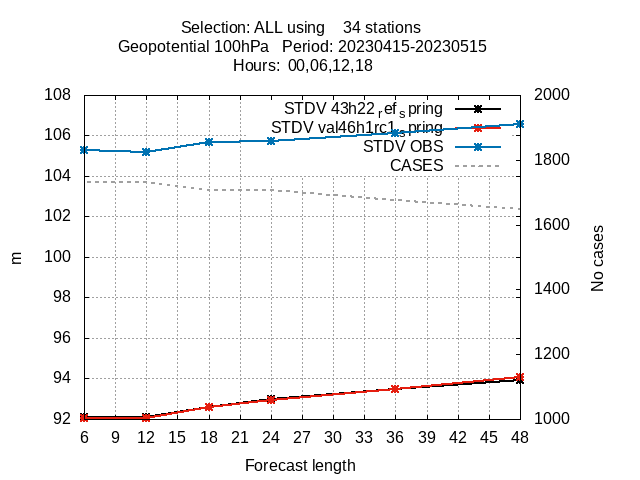 Selection: ALL using    34 stations
Geopotential 100hPa   Period: 20230415-20230515
Hours:  00,06,12,18
STDV 43h22_ref_spring
STDV val46h1rc1_spring
STDV OBS
CASES
108
106
104
102
100
98
96
94
92
2000
1800
1600
1400
1200
1000
m
No cases
6 9 12 15 18 21 24 27 30 33 36 39 42 45 48
Forecast length